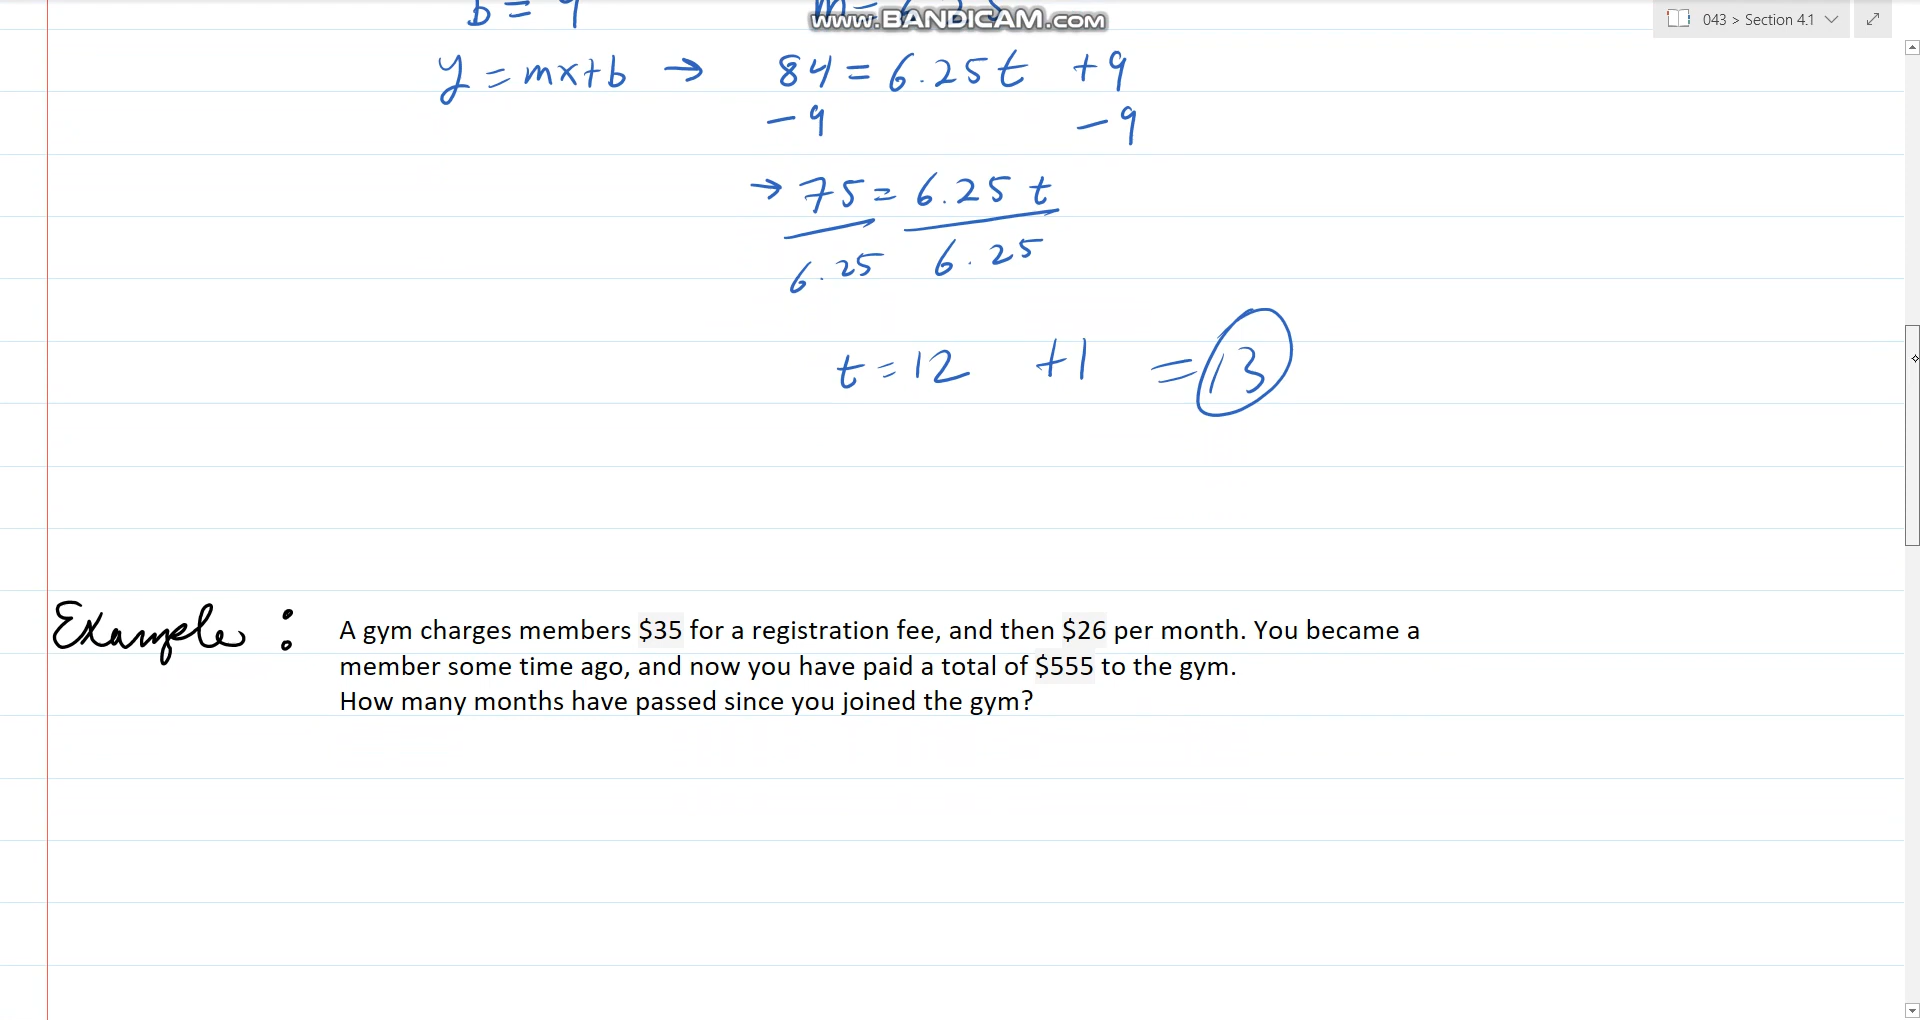 b = 9
www.BANDICAM.com
043 > Section 4.1
y = mx+b → 84 = 6.25t +9
-9 -9
→ 75 = 6.25 t
6.25 6.25
t = 12 +1 = 13
Example : A gym charges members $35 for a registration fee, and then $26 per month. You became a
member some time ago, and now you have paid a total of $555 to the gym.
How many months have passed since you joined the gym?